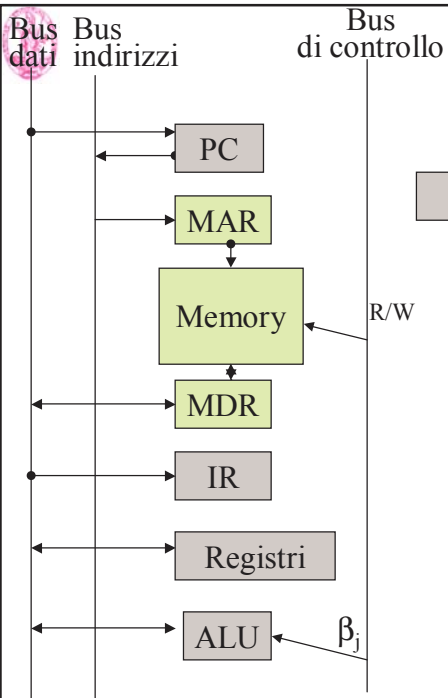 Bus dati
Bus indirizzi
Bus di controllo
PC
MAR
Memory
R/W
MDR
IR
Registri
ALU
βj